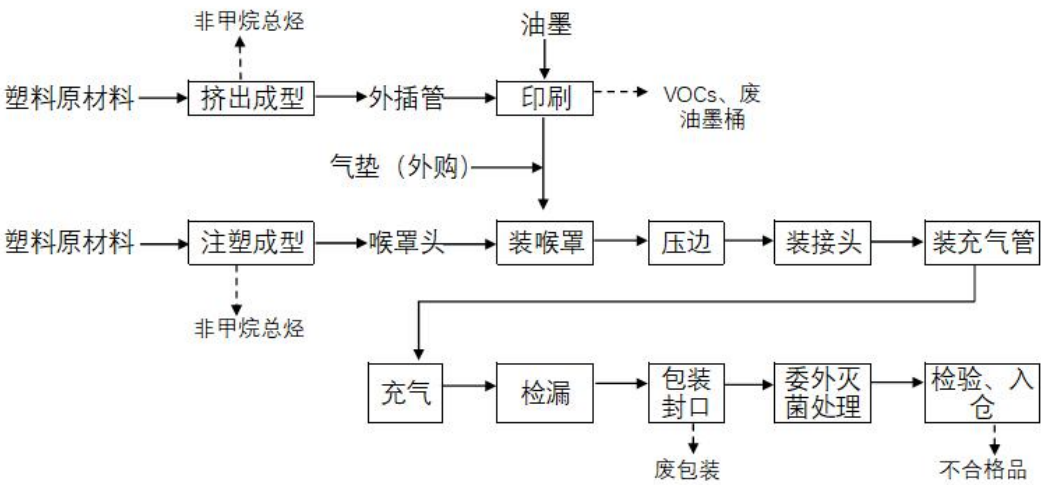 非甲烷总烃
油墨
塑料原材料
挤出成型
外插管
印刷
VOCs、废
油墨桶
气垫（外购）
塑料原材料
注塑成型
喉罩头
装喉罩
压边
装接头
装充气管
非甲烷总烃
充气
检漏
包装
封口
委外灭
菌处理
检验、入
仓
废包装
不合格品